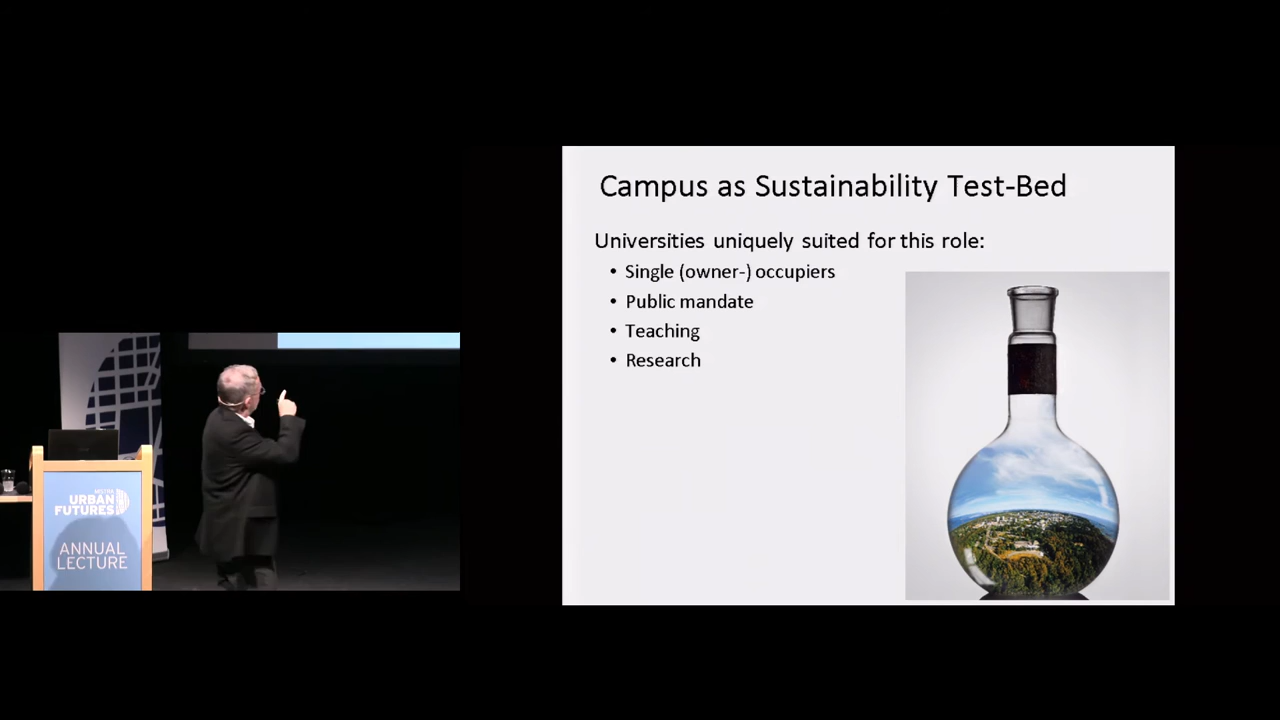 Campus as Sustainability Test-Bed
Universities uniquely suited for this role:
• Single (owner-) occupiers
• Public mandate
• Teaching
• Research
MISTRA
URBAN
FUTURES
ANNUAL
LECTURE